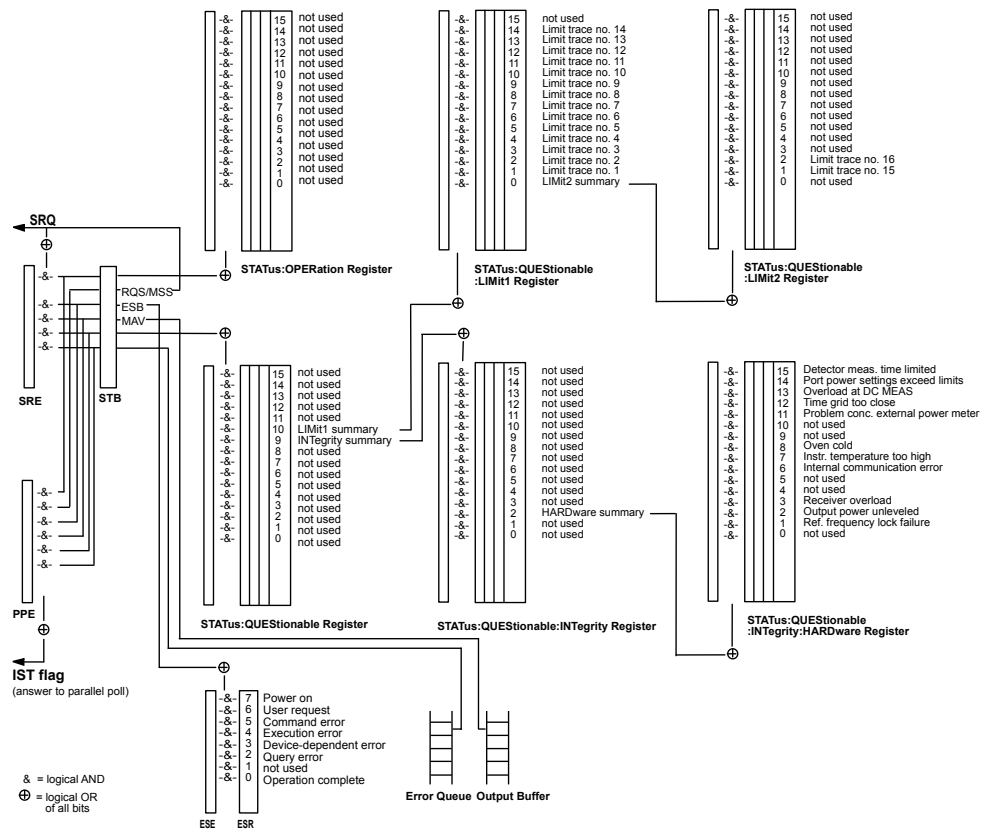 -&- 15 not used
-&- 14 not used
-&- 13 not used
-&- 12 not used
-&- 11 not used
-&- 10 not used
-&- 9 not used
-&- 8 not used
-&- 7 not used
-&- 6 not used
-&- 5 not used
-&- 4 not used
-&- 3 not used
-&- 2 not used
-&- 1 not used
-&- 0 not used
STATus:OPERation Register
-&- 15 not used
-&- 14 Limit trace no. 14
-&- 13 Limit trace no. 13
-&- 12 Limit trace no. 12
-&- 11 Limit trace no. 11
-&- 10 Limit trace no. 10
-&- 9 Limit trace no. 9
-&- 8 Limit trace no. 8
-&- 7 Limit trace no. 7
-&- 6 Limit trace no. 6
-&- 5 Limit trace no. 5
-&- 4 Limit trace no. 4
-&- 3 Limit trace no. 3
-&- 2 Limit trace no. 2
-&- 1 Limit trace no. 1
-&- 0 LIMit2 summary
STATus:QUEStionable
:LIMit1 Register
-&- 15 not used
-&- 14 not used
-&- 13 not used
-&- 12 not used
-&- 11 not used
-&- 10 not used
-&- 9 not used
-&- 8 not used
-&- 7 not used
-&- 6 not used
-&- 5 not used
-&- 4 not used
-&- 3 not used
-&- 2 Limit trace no. 16
-&- 1 Limit trace no. 15
-&- 0 not used
STATus:QUEStionable
:LIMit2 Register
SRQ
-&-
-&- RQS/MSS
-&- ESB
-&- MAV
-&-
-&-
SRE
STB
-&- 15 not used
-&- 14 not used
-&- 13 not used
-&- 12 not used
-&- 11 not used
-&- 10 LIMit1 summary
-&- 9 INTegrity summary
-&- 8 not used
-&- 7 not used
-&- 6 not used
-&- 5 not used
-&- 4 not used
-&- 3 not used
-&- 2 not used
-&- 1 not used
-&- 0 not used
STATus:QUEStionable Register
-&- 15 not used
-&- 14 not used
-&- 13 not used
-&- 12 not used
-&- 11 not used
-&- 10 not used
-&- 9 not used
-&- 8 not used
-&- 7 not used
-&- 6 not used
-&- 5 not used
-&- 4 not used
-&- 3 not used
-&- 2 HARDware summary
-&- 1 not used
-&- 0 not used
STATus:QUEStionable:INTegrity Register
-&- 15 Detector meas. time limited
-&- 14 Port power settings exceed limits
-&- 13 Overload at DC MEAS
-&- 12 Time grid too close
-&- 11 Problem conc. external power meter
-&- 10 not used
-&- 9 not used
-&- 8 Oven cold
-&- 7 Instr. temperature too high
-&- 6 Internal communication error
-&- 5 not used
-&- 4 not used
-&- 3 Receiver overload
-&- 2 Output power unleveled
-&- 1 Ref. frequency lock failure
-&- 0 not used
STATus:QUEStionable
:INTegrity:HARDware Register
-&-
-&-
-&-
-&-
-&-
-&-
PPE
IST flag
(answer to parallel poll)
-&- 7 Power on
-&- 6 User request
-&- 5 Command error
-&- 4 Execution error
-&- 3 Device-dependent error
-&- 2 Query error
-&- 1 not used
-&- 0 Operation complete
ESE ESR
Error Queue Output Buffer
& = logical AND
⊕ = logical OR
of all bits